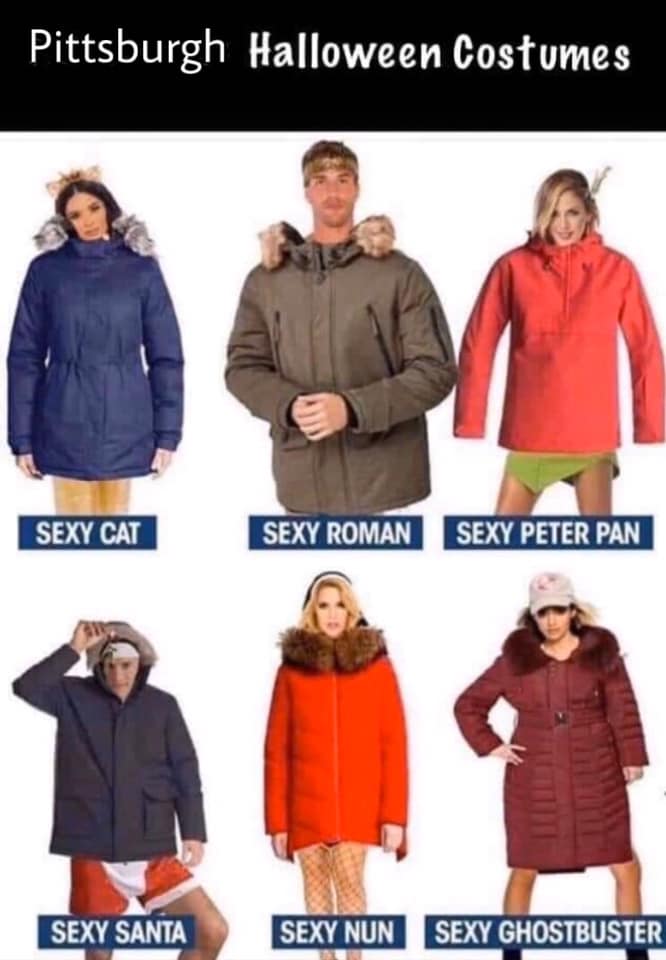 Pittsburgh Halloween Costumes
SEXY CAT
SEXY ROMAN
SEXY PETER PAN
SEXY SANTA
SEXY NUN
SEXY GHOSTBUSTER